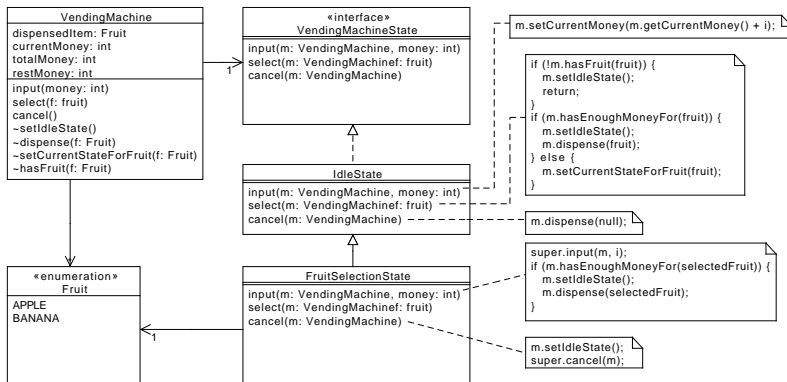 VendingMachine
dispensedItem: Fruit
currentMoney: int
totalMoney: int
restMoney: int
input(money: int)
select(f: fruit)
cancel()
~setIdleState()
~dispense(f: Fruit)
~setCurrentStateForFruit(f: Fruit)
~hasFruit(f: Fruit)
1
«interface»
VendingMachineState
input(m: VendingMachine, money: int)
select(m: VendingMachinef: fruit)
cancel(m: VendingMachine)
m.setCurrentMoney(m.getCurrentMoney() + i);
if (!m.hasFruit(fruit)) {
m.setIdleState();
return;
}
if (m.hasEnoughMoneyFor(fruit)) {
m.setIdleState();
m.dispense(fruit);
} else {
m.setCurrentStateForFruit(fruit);
}
IdleState
input(m: VendingMachine, money: int)
select(m: VendingMachinef: fruit)
cancel(m: VendingMachine)
m.dispense(null);
«enumeration»
Fruit
APPLE
BANANA
1
FruitSelectionState
input(m: VendingMachine, money: int)
select(m: VendingMachinef: fruit)
cancel(m: VendingMachine)
super.input(m, i);
if (m.hasEnoughMoneyFor(selectedFruit)) {
m.setIdleState();
m.dispense(selectedFruit);
}
m.setIdleState();
super.cancel(m);